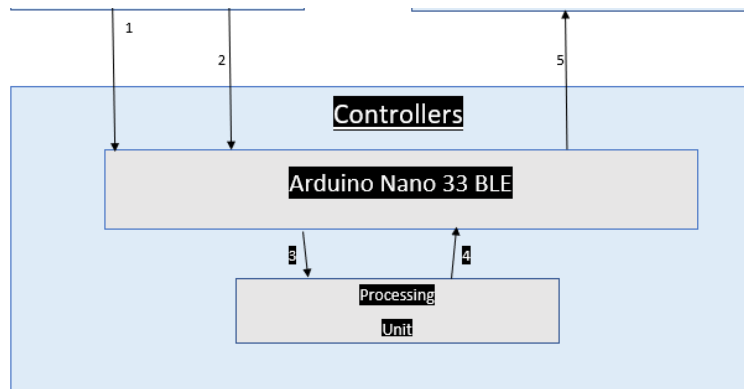 1
2
5
Controllers
Arduino Nano 33 BLE
3
4
Processing
Unit